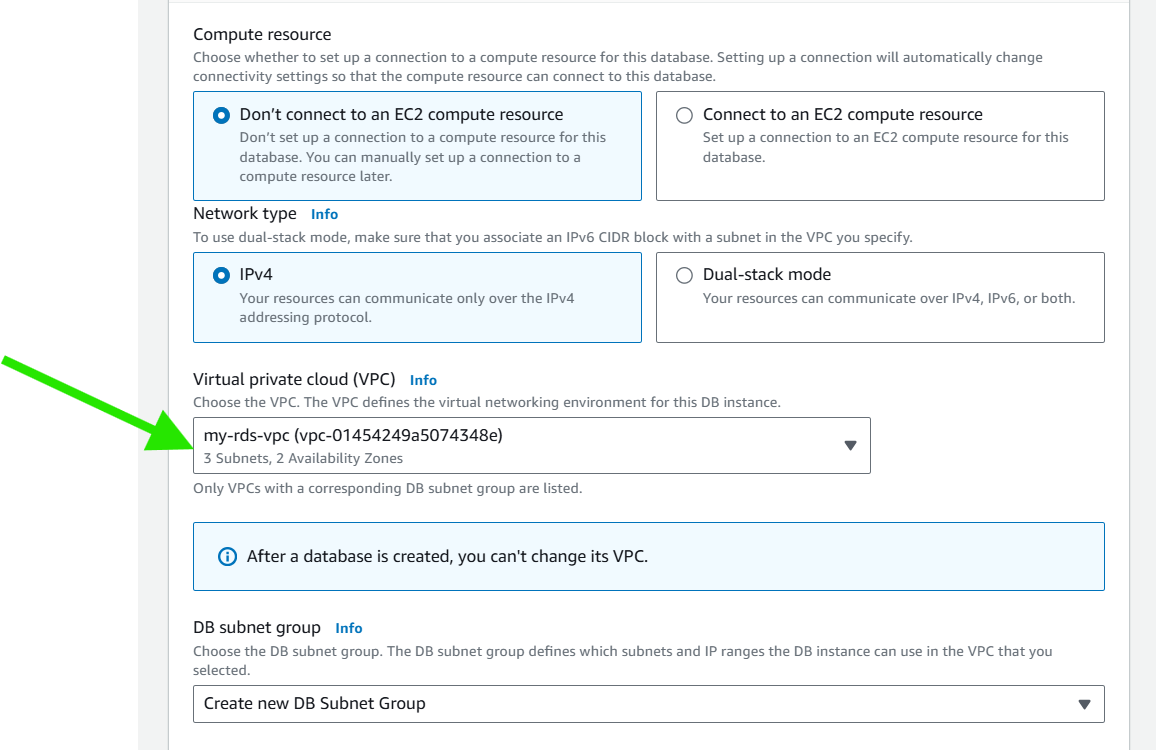 Compute resource
Choose whether to set up a connection to a compute resource for this database. Setting up a connection will automatically change
connectivity settings so that the compute resource can connect to this database.
Don’t connect to an EC2 compute resource
Don’t set up a connection to a compute resource for this
database. You can manually set up a connection to a
compute resource later.
Connect to an EC2 compute resource
Set up a connection to an EC2 compute resource for this
database.
Network type Info
To use dual-stack mode, make sure that you associate an IPv6 CIDR block with a subnet in the VPC you specify.
IPv4
Your resources can communicate only over the IPv4
addressing protocol.
Dual-stack mode
Your resources can communicate over IPv4, IPv6, or both.
Virtual private cloud (VPC) Info
Choose the VPC. The VPC defines the virtual networking environment for this DB instance.
my-rds-vpc (vpc-01454249a5074348e)
3 Subnets, 2 Availability Zones
Only VPCs with a corresponding DB subnet group are listed.
After a database is created, you can't change its VPC.
DB subnet group Info
Choose the DB subnet group. The DB subnet group defines which subnets and IP ranges the DB instance can use in the VPC that you
selected.
Create new DB Subnet Group